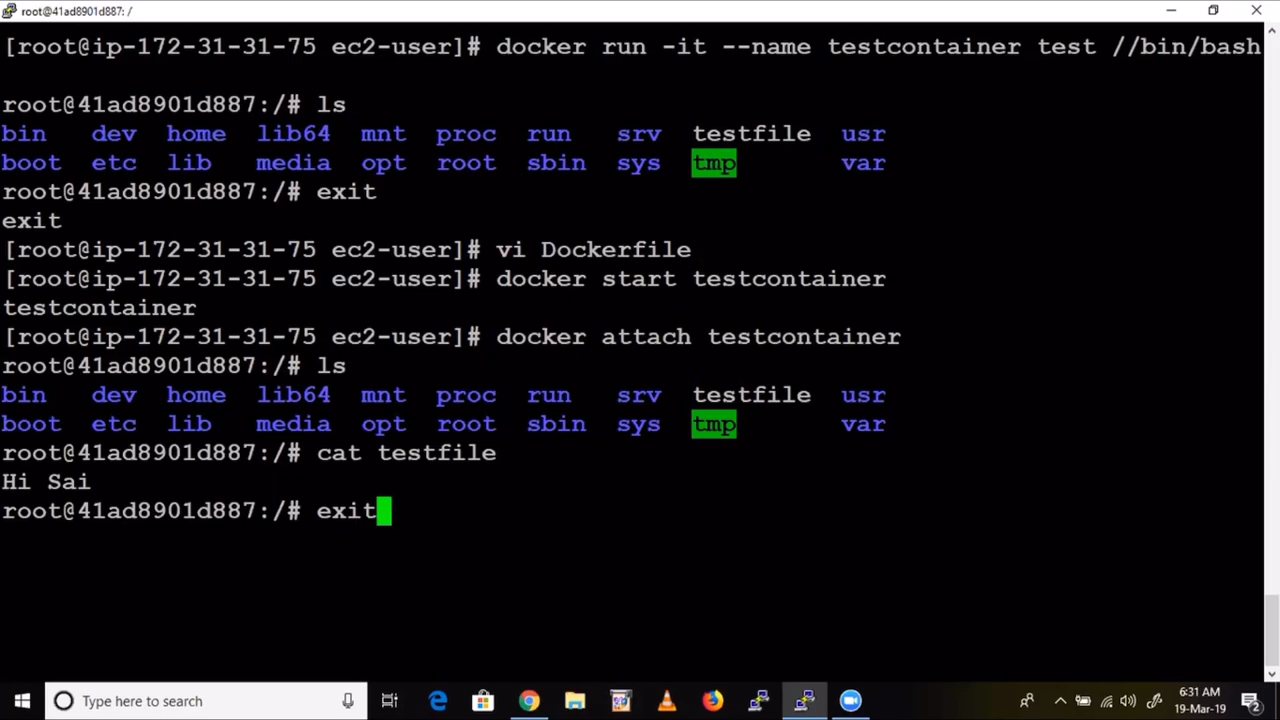 root@41ad8901d887: /
[root@ip-172-31-31-75 ec2-user]# docker run -it --name testcontainer test //bin/bash
root@41ad8901d887:/# ls
bin dev home lib64 mnt proc run srv testfile usr
boot etc lib media opt root sbin sys tmp var
root@41ad8901d887:/# exit
exit
[root@ip-172-31-31-75 ec2-user]# vi Dockerfile
[root@ip-172-31-31-75 ec2-user]# docker start testcontainer
testcontainer
[root@ip-172-31-31-75 ec2-user]# docker attach testcontainer
root@41ad8901d887:/# ls
bin dev home lib64 mnt proc run srv testfile usr
boot etc lib media opt root sbin sys tmp var
root@41ad8901d887:/# cat testfile
Hi Sai
root@41ad8901d887:/# exit
Type here to search
6:31 AM
19-Mar-19
2